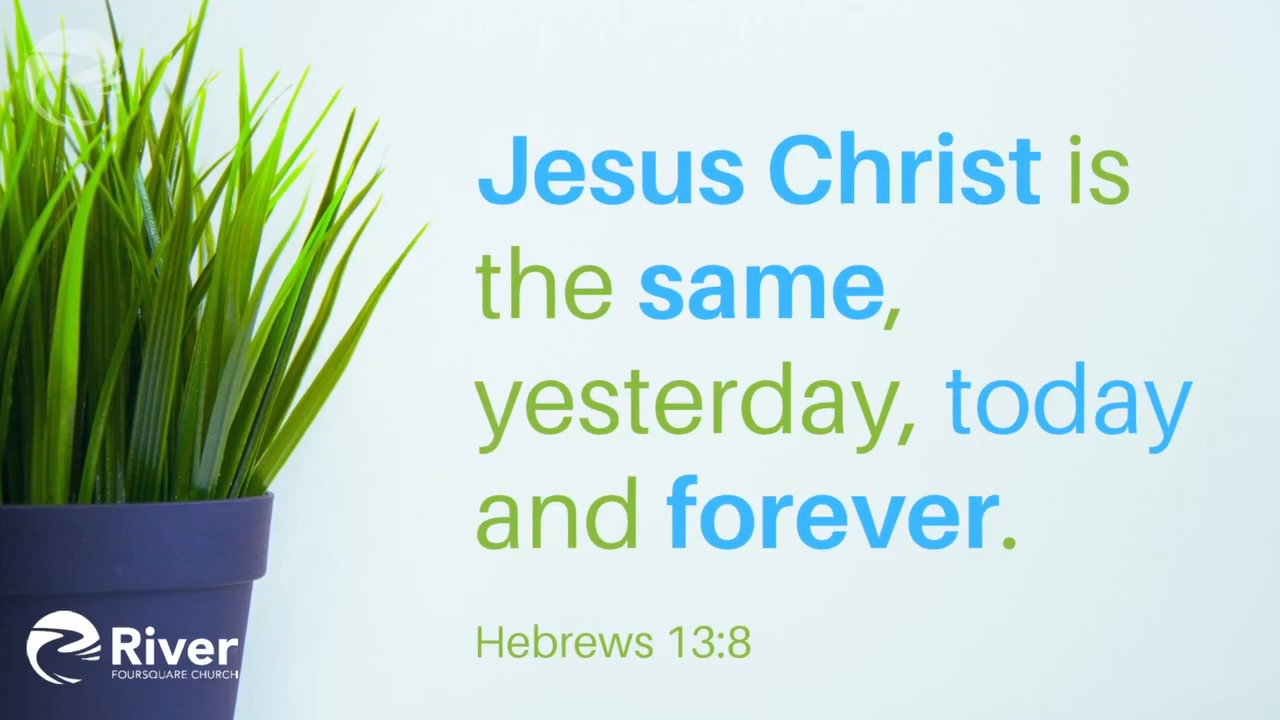 Jesus Christ is
the same,
yesterday, today
and forever.
Hebrews 13:8
River
FOURSQUARE CHURCH